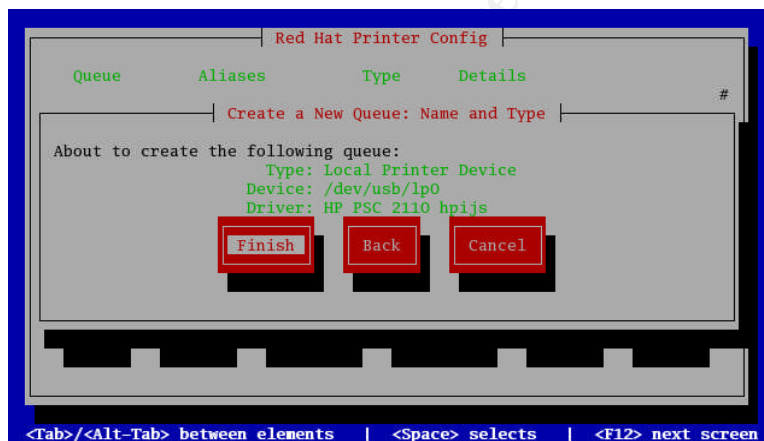 Red Hat Printer Config
Queue Aliases Type Details
#
Create a New Queue: Name and Type
About to create the following queue:
Type: Local Printer Device
Device: /dev/usb/lp0
Driver: HP PSC 2110 hpijs
Finish Back Cancel
<Tab>/<Alt-Tab> between elements | <Space> selects | <F12> next screen